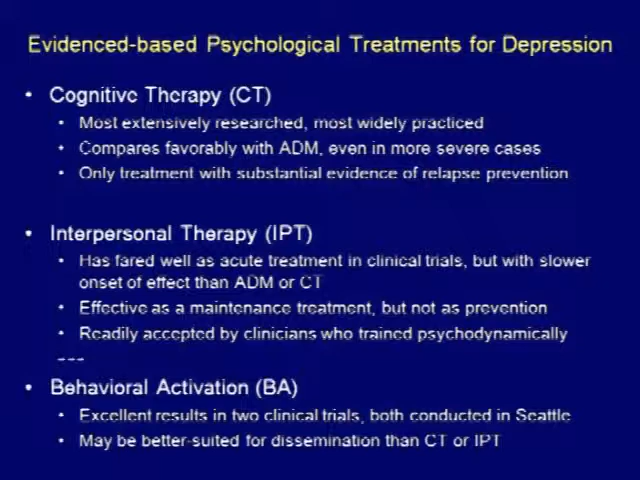 Evidenced-based Psychological Treatments for Depression
• Cognitive Therapy (CT)
• Most extensively researched, most widely practiced
• Compares favorably with ADM, even in more severe cases
• Only treatment with substantial evidence of relapse prevention
• Interpersonal Therapy (IPT)
• Has fared well as acute treatment in clinical trials, but with slower
onset of effect than ADM or CT
• Effective as a maintenance treatment, but not as prevention
• Readily accepted by clinicians who trained psychodynamically
---
• Behavioral Activation (BA)
• Excellent results in two clinical trials, both conducted in Seattle
• May be better-suited for dissemination than CT or IPT